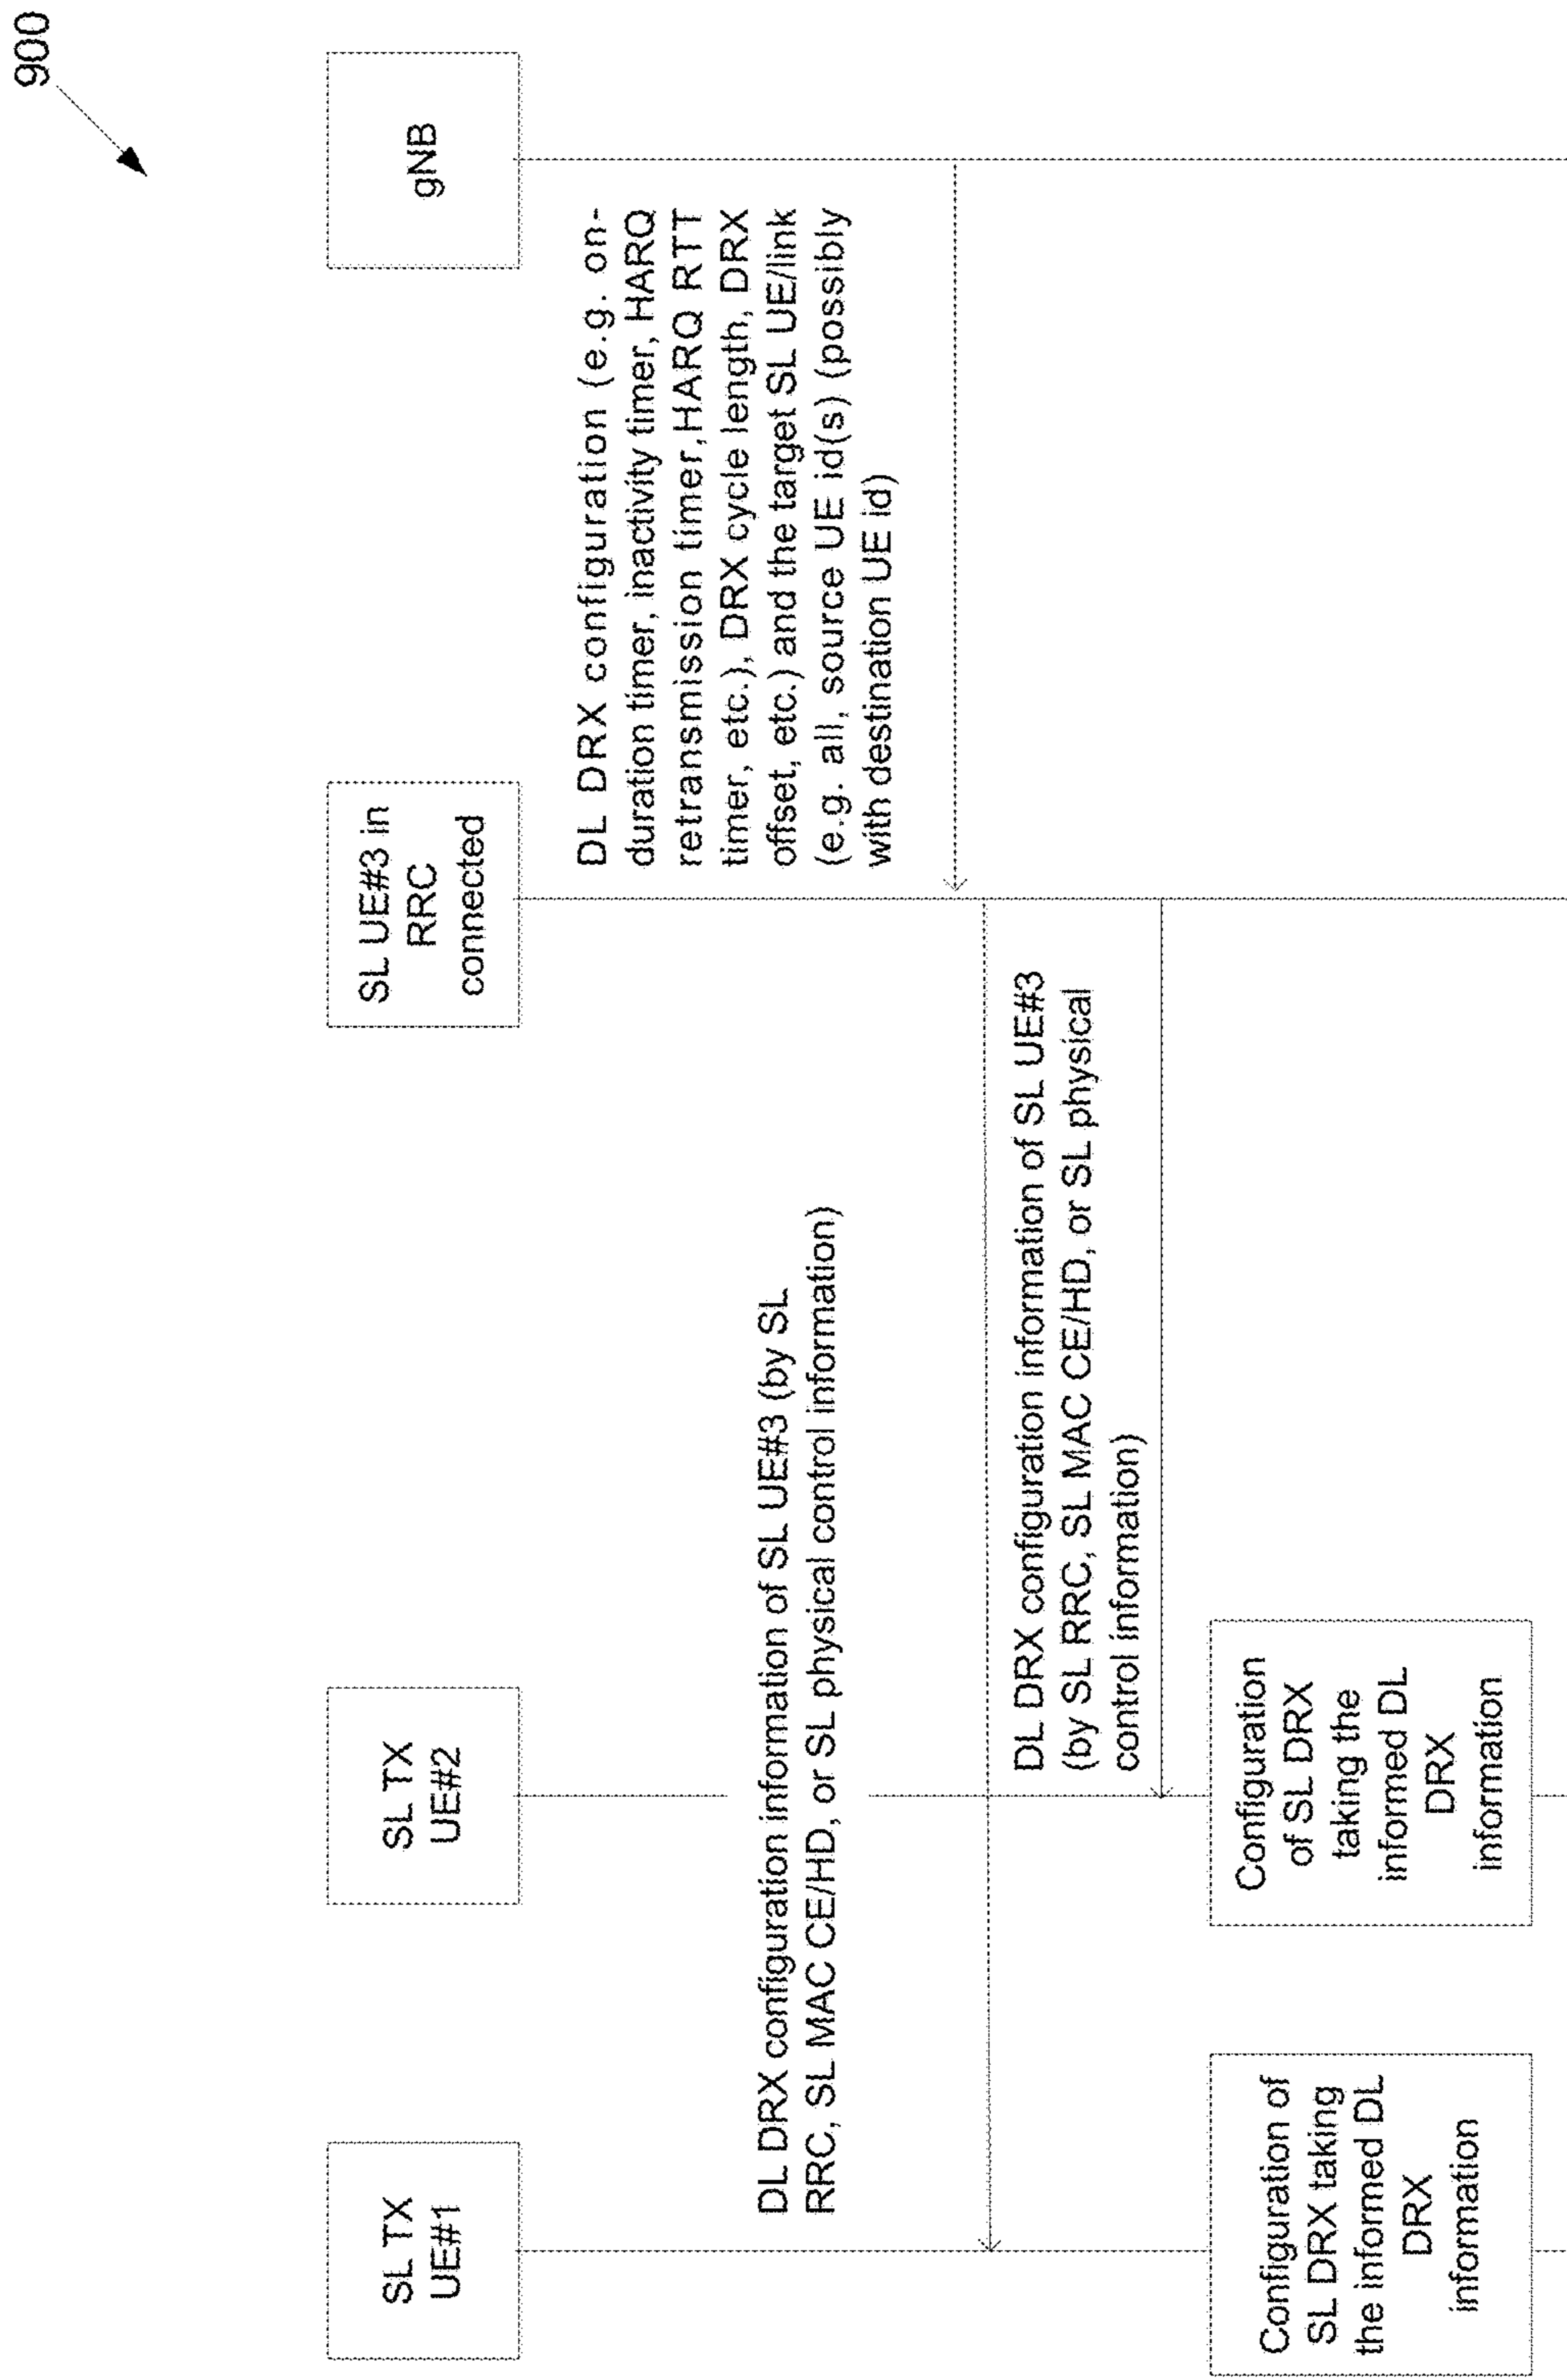 900
SL TX
UE#1
SL TX
UE#2
SL UE#3 in
RRC
connected
gNB
DL DRX configuration (e.g. on-
duration timer, inactivity timer, HARQ
retransmission timer,HARQ RTT
timer, etc.), DRX cycle length, DRX
offset, etc.) and the target SL UE/link
(e.g. all, source UE id(s) (possibly
with destination UE id)
DL DRX configuration information of SL UE#3 (by SL
RRC, SL MAC CE/HD, or SL physical control information)
DL DRX configuration information of SL UE#3
(by SL RRC, SL MAC CE/HD, or SL physical
control information)
Configuration of
SL DRX taking
the informed DL
DRX
information
Configuration
of SL DRX
taking the
informed DL
DRX
information